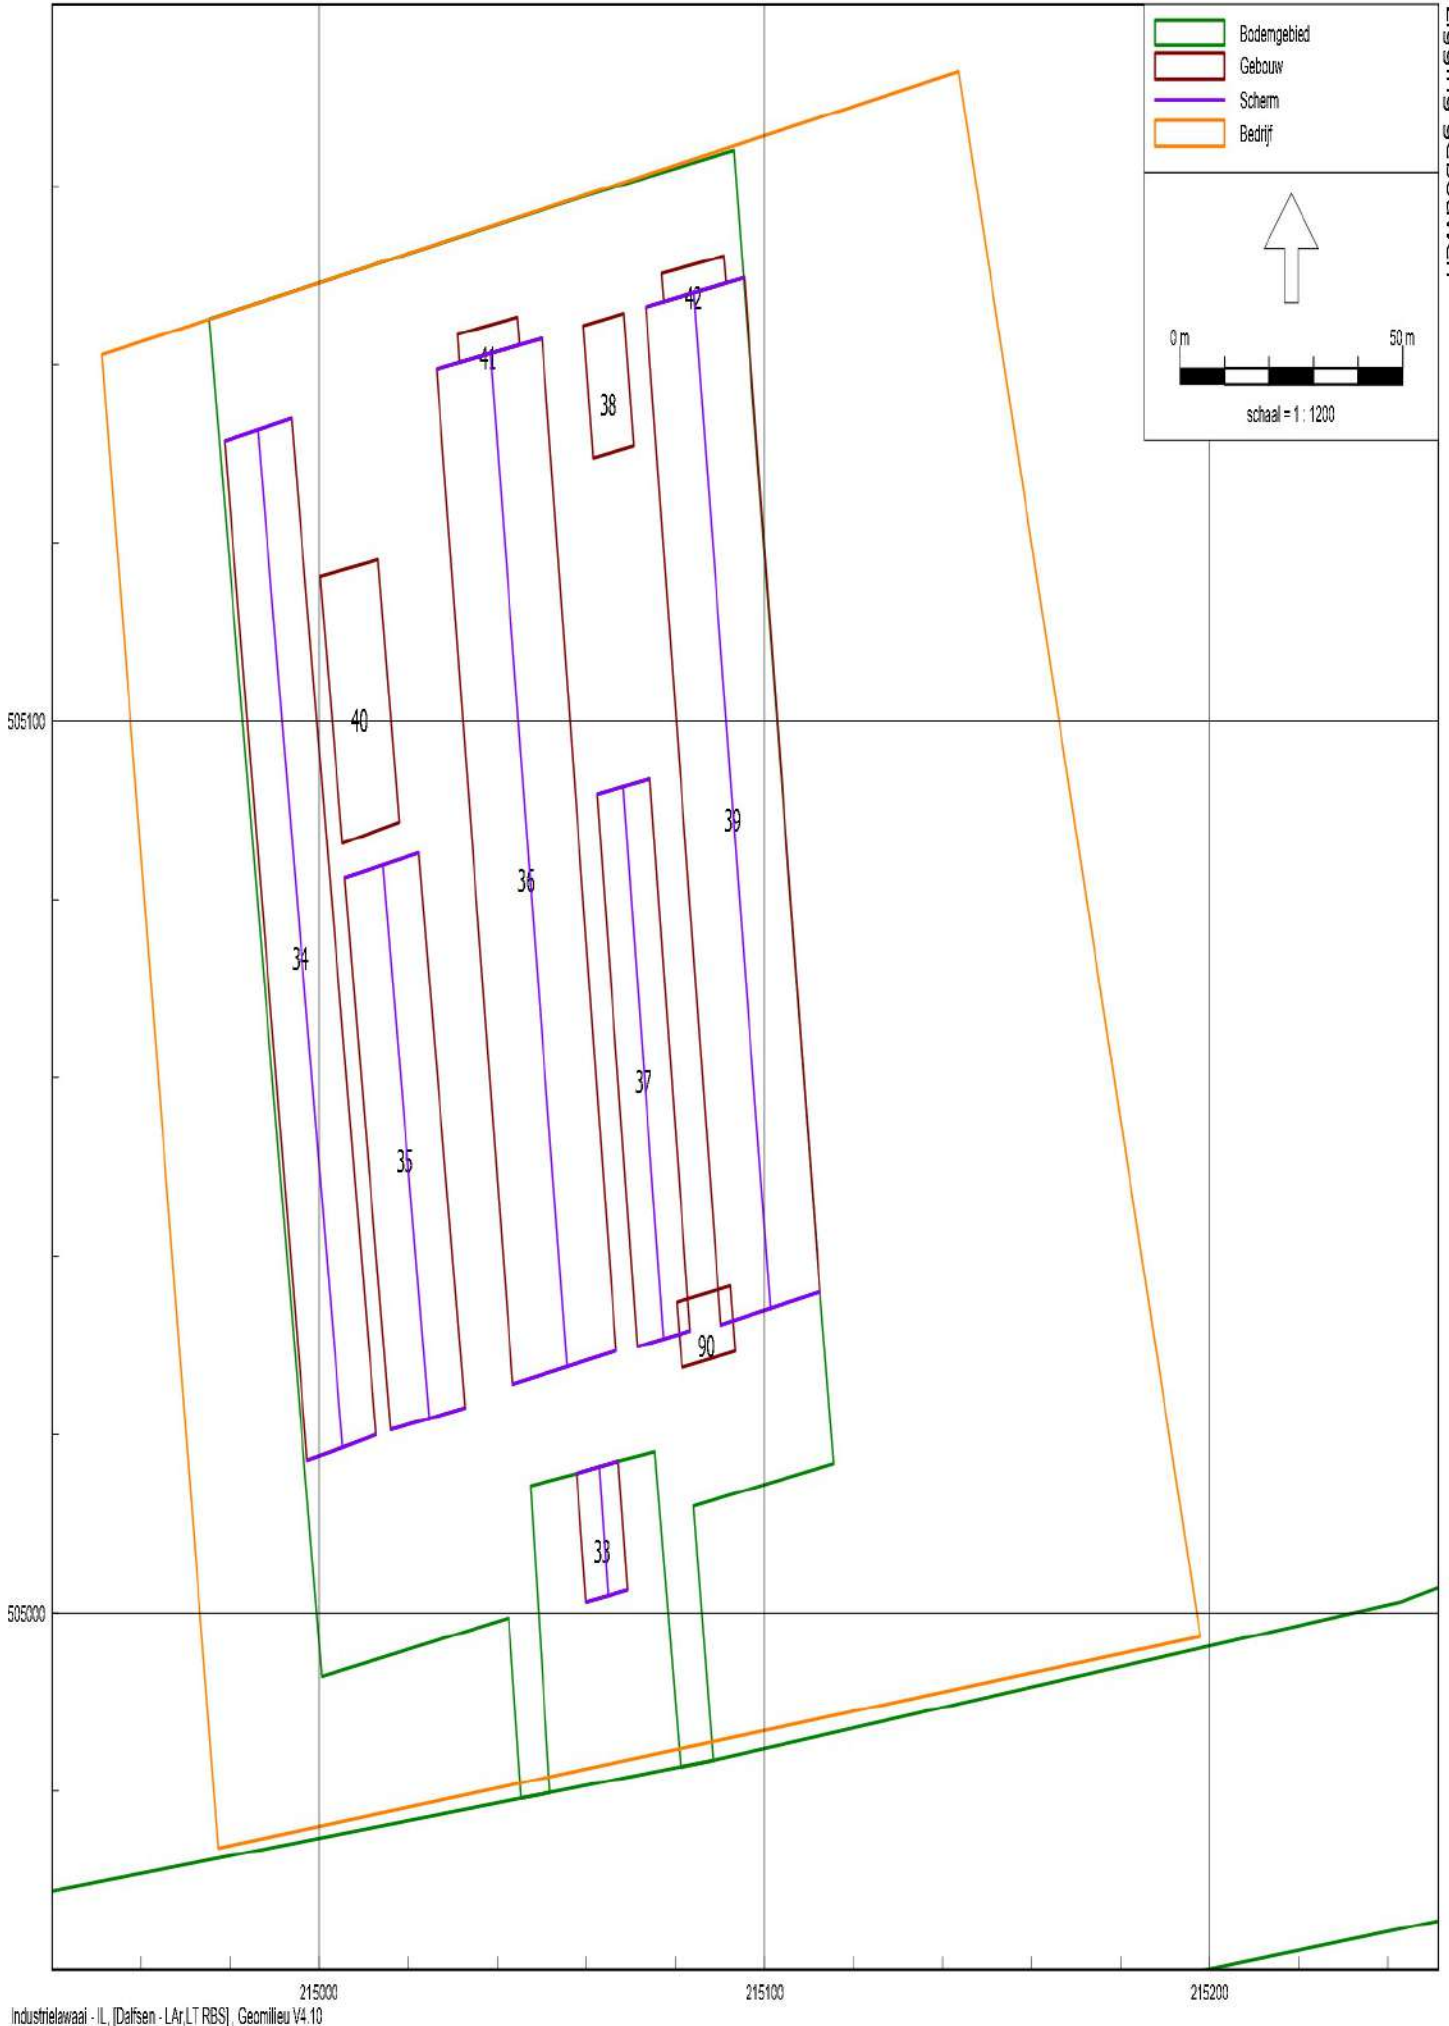 Bodemgebied
Gebouw
Scherm
Bedrijf
0 m 50 m
schaal = 1 : 1200
42
41
38
40
505100
39
36
34
37
35
90
33
505000
215000 215100 215200
Industrielawaai - IL, [Dalfsen - LAr,LT RBS] , Geomilieu V4.10